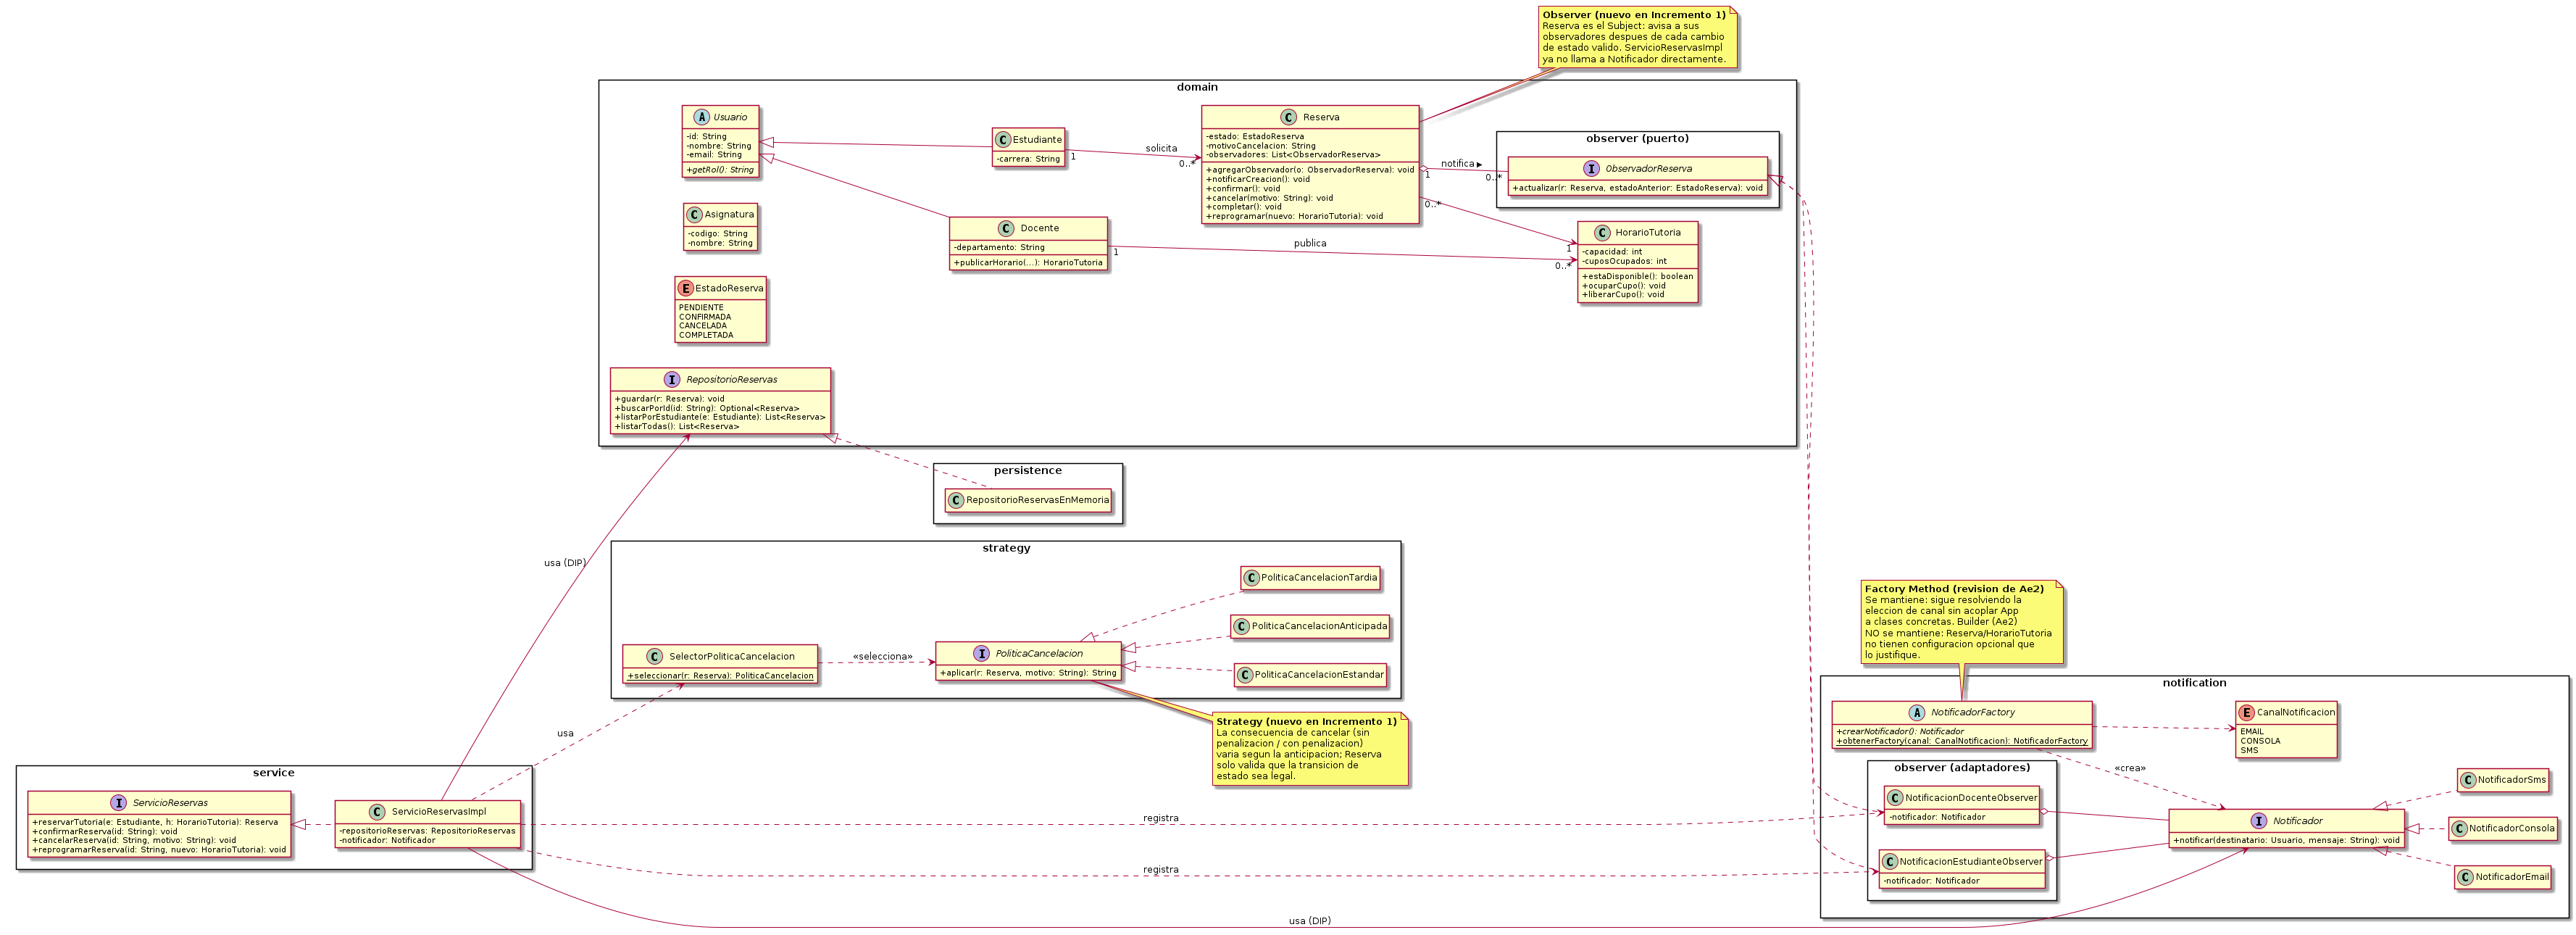 Observer (nuevo en Incremento 1)
Reserva es el Subject: avisa a sus
observadores despues de cada cambio
de estado valido. ServicioReservasImpl
ya no llama a Notificador directamente.
domain
A Usuario
-id: String
-nombre: String
-email: String
+getRol(): String
C Estudiante
-carrera: String
1
solicita
0..*
C Reserva
-estado: EstadoReserva
-motivoCancelacion: String
-observadores: List<ObservadorReserva>
+agregarObservador(o: ObservadorReserva): void
+notificarCreacion(): void
+confirmar(): void
+cancelar(motivo: String): void
+completar(): void
+reprogramar(nuevo: HorarioTutoria): void
notifica ▶
1
0..*
observer (puerto)
I ObservadorReserva
+actualizar(r: Reserva, estadoAnterior: EstadoReserva): void
0..*
1
C Asignatura
-codigo: String
-nombre: String
C Docente
-departamento: String
+publicarHorario(...): HorarioTutoria
1
publica
0..*
C HorarioTutoria
-capacidad: int
-cuposOcupados: int
+estaDisponible(): boolean
+ocuparCupo(): void
+liberarCupo(): void
E EstadoReserva
PENDIENTE
CONFIRMADA
CANCELADA
COMPLETADA
I RepositorioReservas
+guardar(r: Reserva): void
+buscarPorId(id: String): Optional<Reserva>
+listarPorEstudiante(e: Estudiante): List<Reserva>
+listarTodas(): List<Reserva>
persistence
C RepositorioReservasEnMemoria
usa (DIP)
strategy
C PoliticaCancelacionTardia
C PoliticaCancelacionAnticipada
C PoliticaCancelacionEstandar
C SelectorPoliticaCancelacion
+seleccionar(r: Reserva): PoliticaCancelacion
«selecciona»
I PoliticaCancelacion
+aplicar(r: Reserva, motivo: String): String
Strategy (nuevo en Incremento 1)
La consecuencia de cancelar (sin
penalizacion / con penalizacion)
varia segun la anticipacion; Reserva
solo valida que la transicion de
estado sea legal.
usa
service
I ServicioReservas
+reservarTutoria(e: Estudiante, h: HorarioTutoria): Reserva
+confirmarReserva(id: String): void
+cancelarReserva(id: String, motivo: String): void
+reprogramarReserva(id: String, nuevo: HorarioTutoria): void
C ServicioReservasImpl
-repositorioReservas: RepositorioReservas
-notificador: Notificador
registra
registra
usa (DIP)
Factory Method (revision de Ae2)
Se mantiene: sigue resolviendo la
eleccion de canal sin acoplar App
a clases concretas. Builder (Ae2)
NO se mantiene: Reserva/HorarioTutoria
no tienen configuracion opcional que
lo justifique.
notification
A NotificadorFactory
+crearNotificador(): Notificador
+obtenerFactory(canal: CanalNotificacion): NotificadorFactory
E CanalNotificacion
EMAIL
CONSOLA
SMS
«crea»
observer (adaptadores)
C NotificacionDocenteObserver
-notificador: Notificador
C NotificacionEstudianteObserver
-notificador: Notificador
I Notificador
+notificar(destinatario: Usuario, mensaje: String): void
C NotificadorSms
C NotificadorConsola
C NotificadorEmail